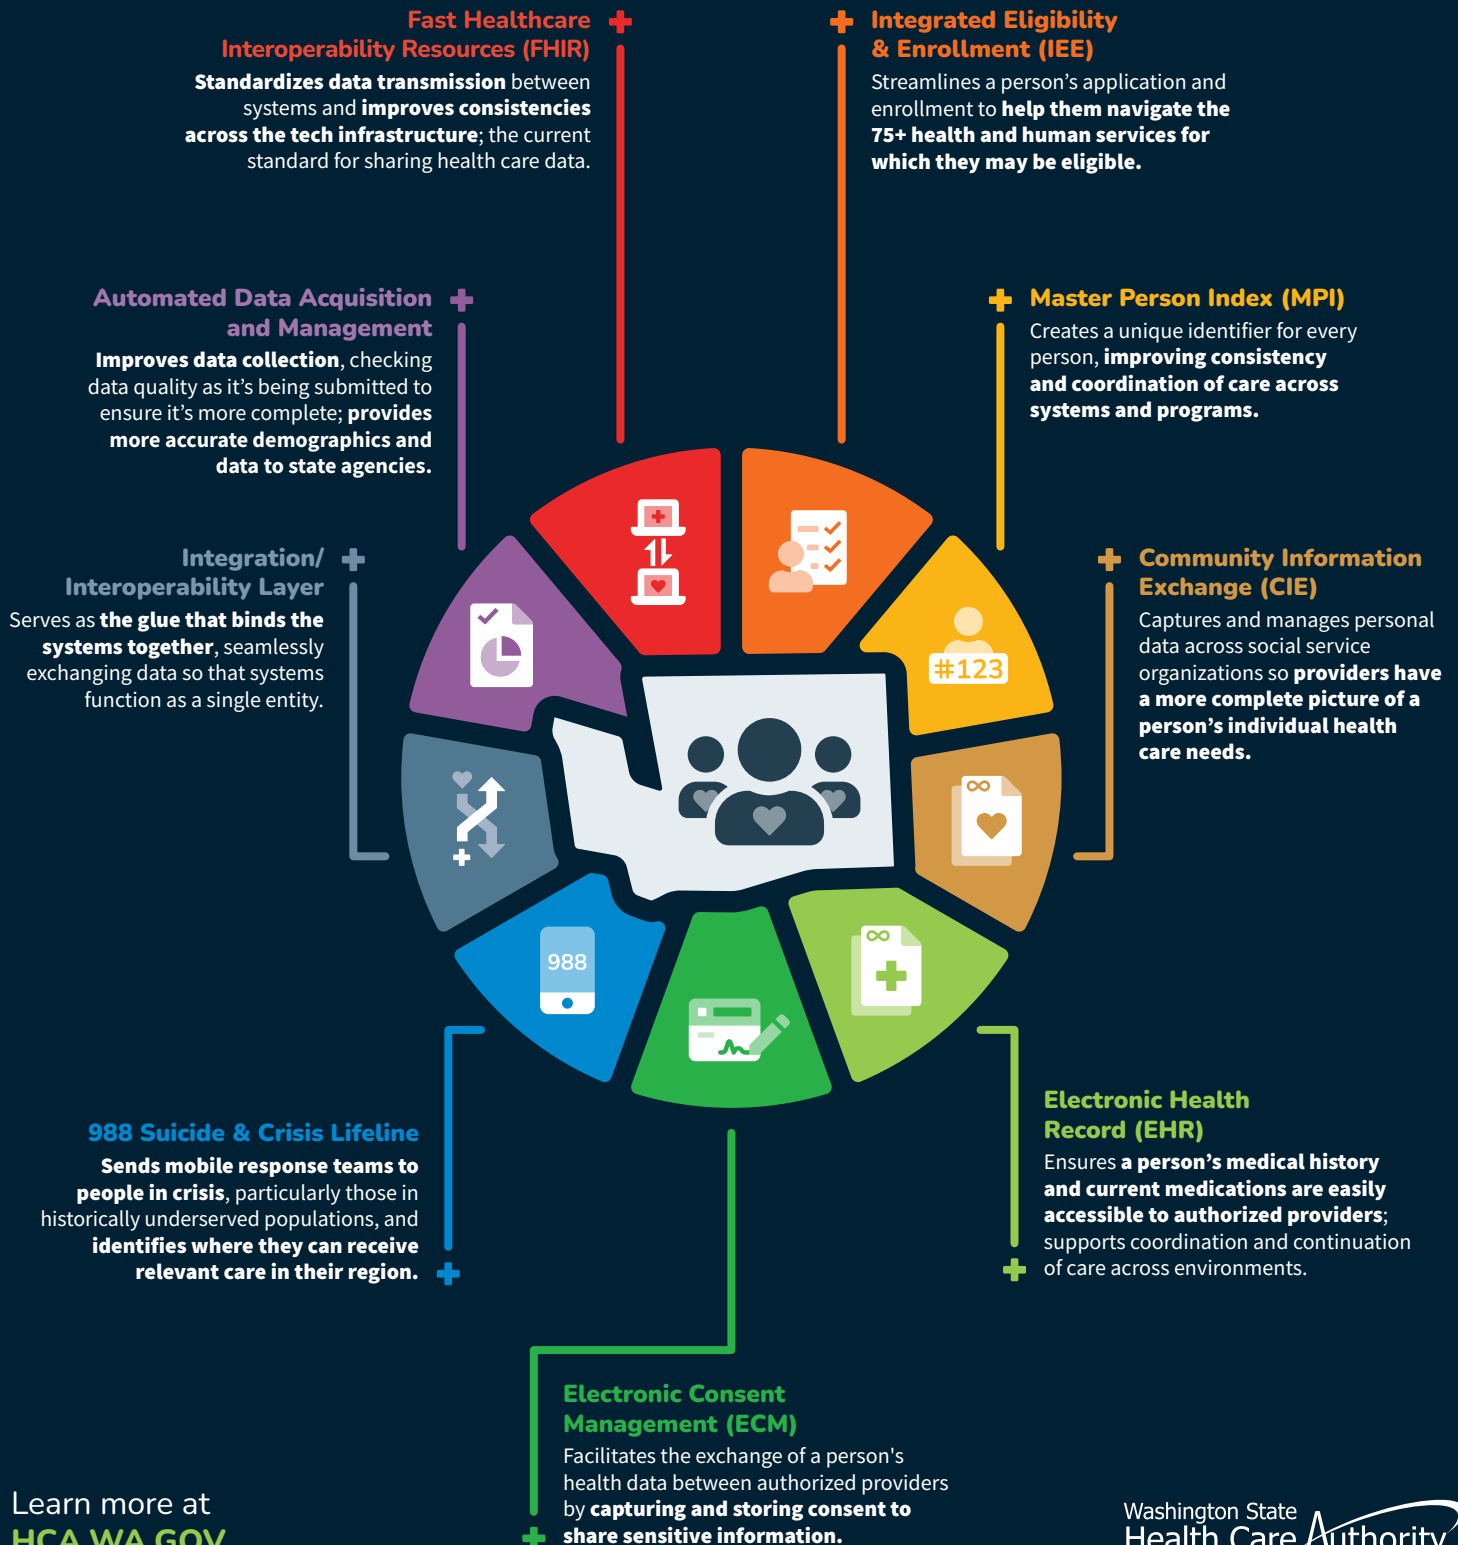 Fast Healthcare
Interoperability Resources (FHIR)
Standardizes data transmission between
systems and improves consistencies
across the tech infrastructure; the current
standard for sharing health care data.
Integrated Eligibility
& Enrollment (IEE)
Streamlines a person’s application and
enrollment to help them navigate the
75+ health and human services for
which they may be eligible.
Automated Data Acquisition
and Management
Improves data collection, checking
data quality as it’s being submitted to
ensure it’s more complete; provides
more accurate demographics and
data to state agencies.
Master Person Index (MPI)
Creates a unique identifier for every
person, improving consistency
and coordination of care across
systems and programs.
Integration/
Interoperability Layer
Serves as the glue that binds the
systems together, seamlessly
exchanging data so that systems
function as a single entity.
Community Information
Exchange (CIE)
Captures and manages personal
data across social service
organizations so providers have
a more complete picture of a
person’s individual health
care needs.
#123
988
988 Suicide & Crisis Lifeline
Sends mobile response teams to
people in crisis, particularly those in
historically underserved populations, and
identifies where they can receive
relevant care in their region.
Electronic Health
Record (EHR)
Ensures a person’s medical history
and current medications are easily
accessible to authorized providers;
supports coordination and continuation
of care across environments.
Electronic Consent
Management (ECM)
Facilitates the exchange of a person's
health data between authorized providers
by capturing and storing consent to
share sensitive information.
Learn more at
HCA.WA.GOV
Washington State
Health Care Authority